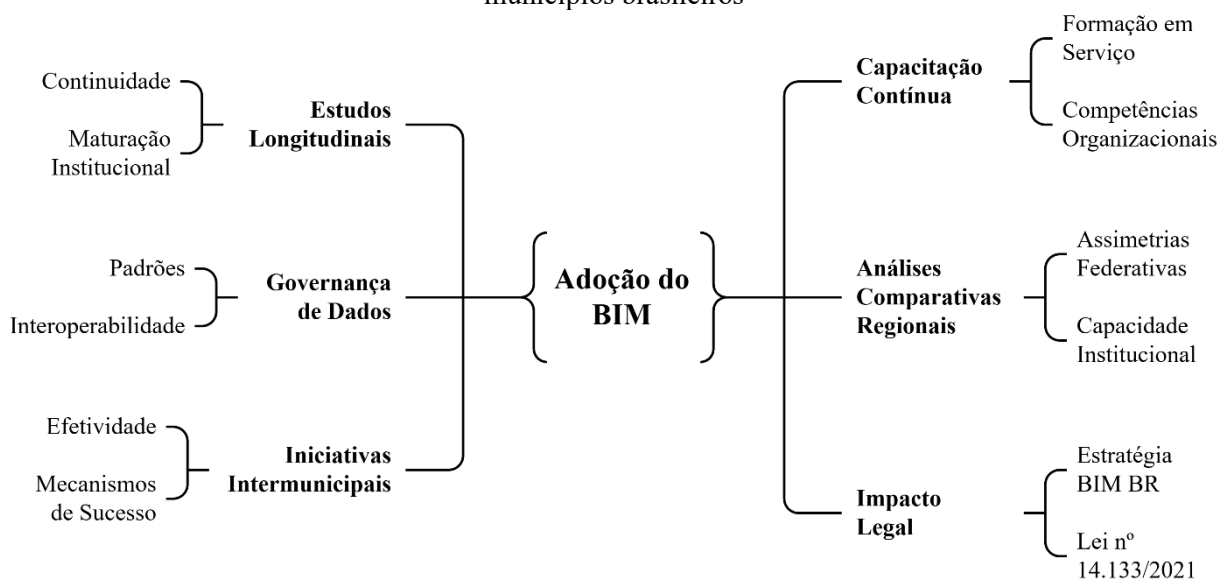 municípios brasileiros
Continuidade
Maturação
Institucional
Estudos
Longitudinais
Padrões
Interoperabilidade
Governança
de Dados
Efetividade
Mecanismos
de Sucesso
Iniciativas
Intermunicipais
Adoção do
BIM
Capacitação
Contínua
Formação em
Serviço
Competências
Organizacionais
Análises
Comparativas
Regionais
Assimetrias
Federativas
Capacidade
Institucional
Impacto
Legal
Estratégia
BIM BR
Lei nº
14.133/2021